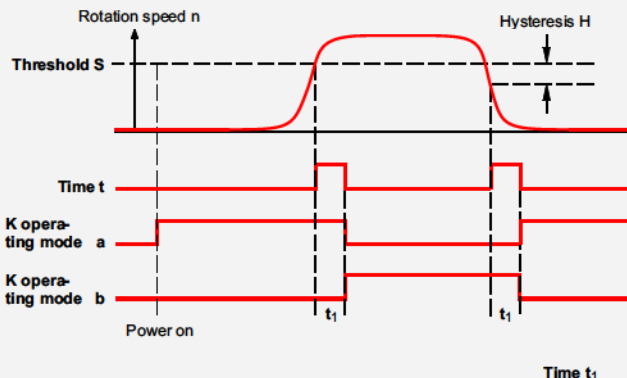 Rotation speed n
Hysteresis H
Threshold S
Time t
K opera-
ting mode a
K opera-
ting mode b
t1
t1
Power on
Time t1